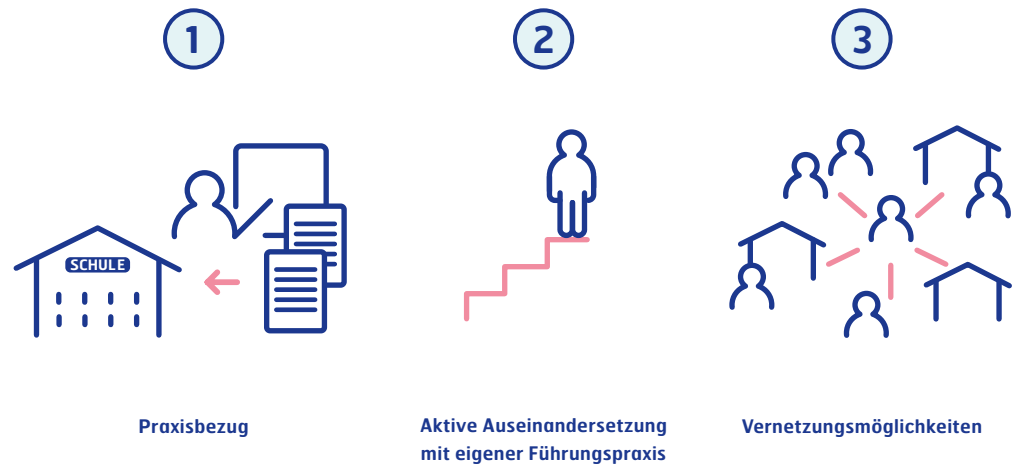 1
2
3
SCHULE
Praxisbezug
Aktive Auseinandersetzung
mit eigener Führungspraxis
Vernetzungsmöglichkeiten